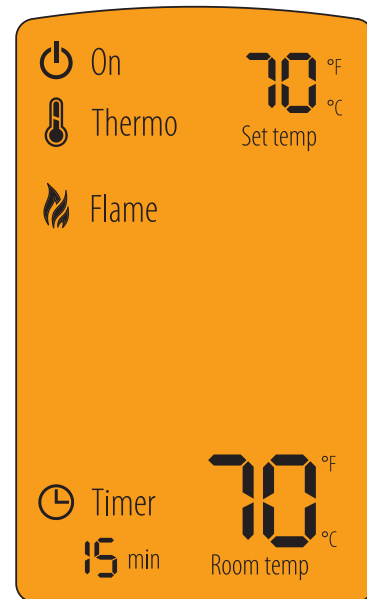 On
70 °F
°C
Thermo
Set temp
Flame
70 °F
°C
Timer
15 min
Room temp